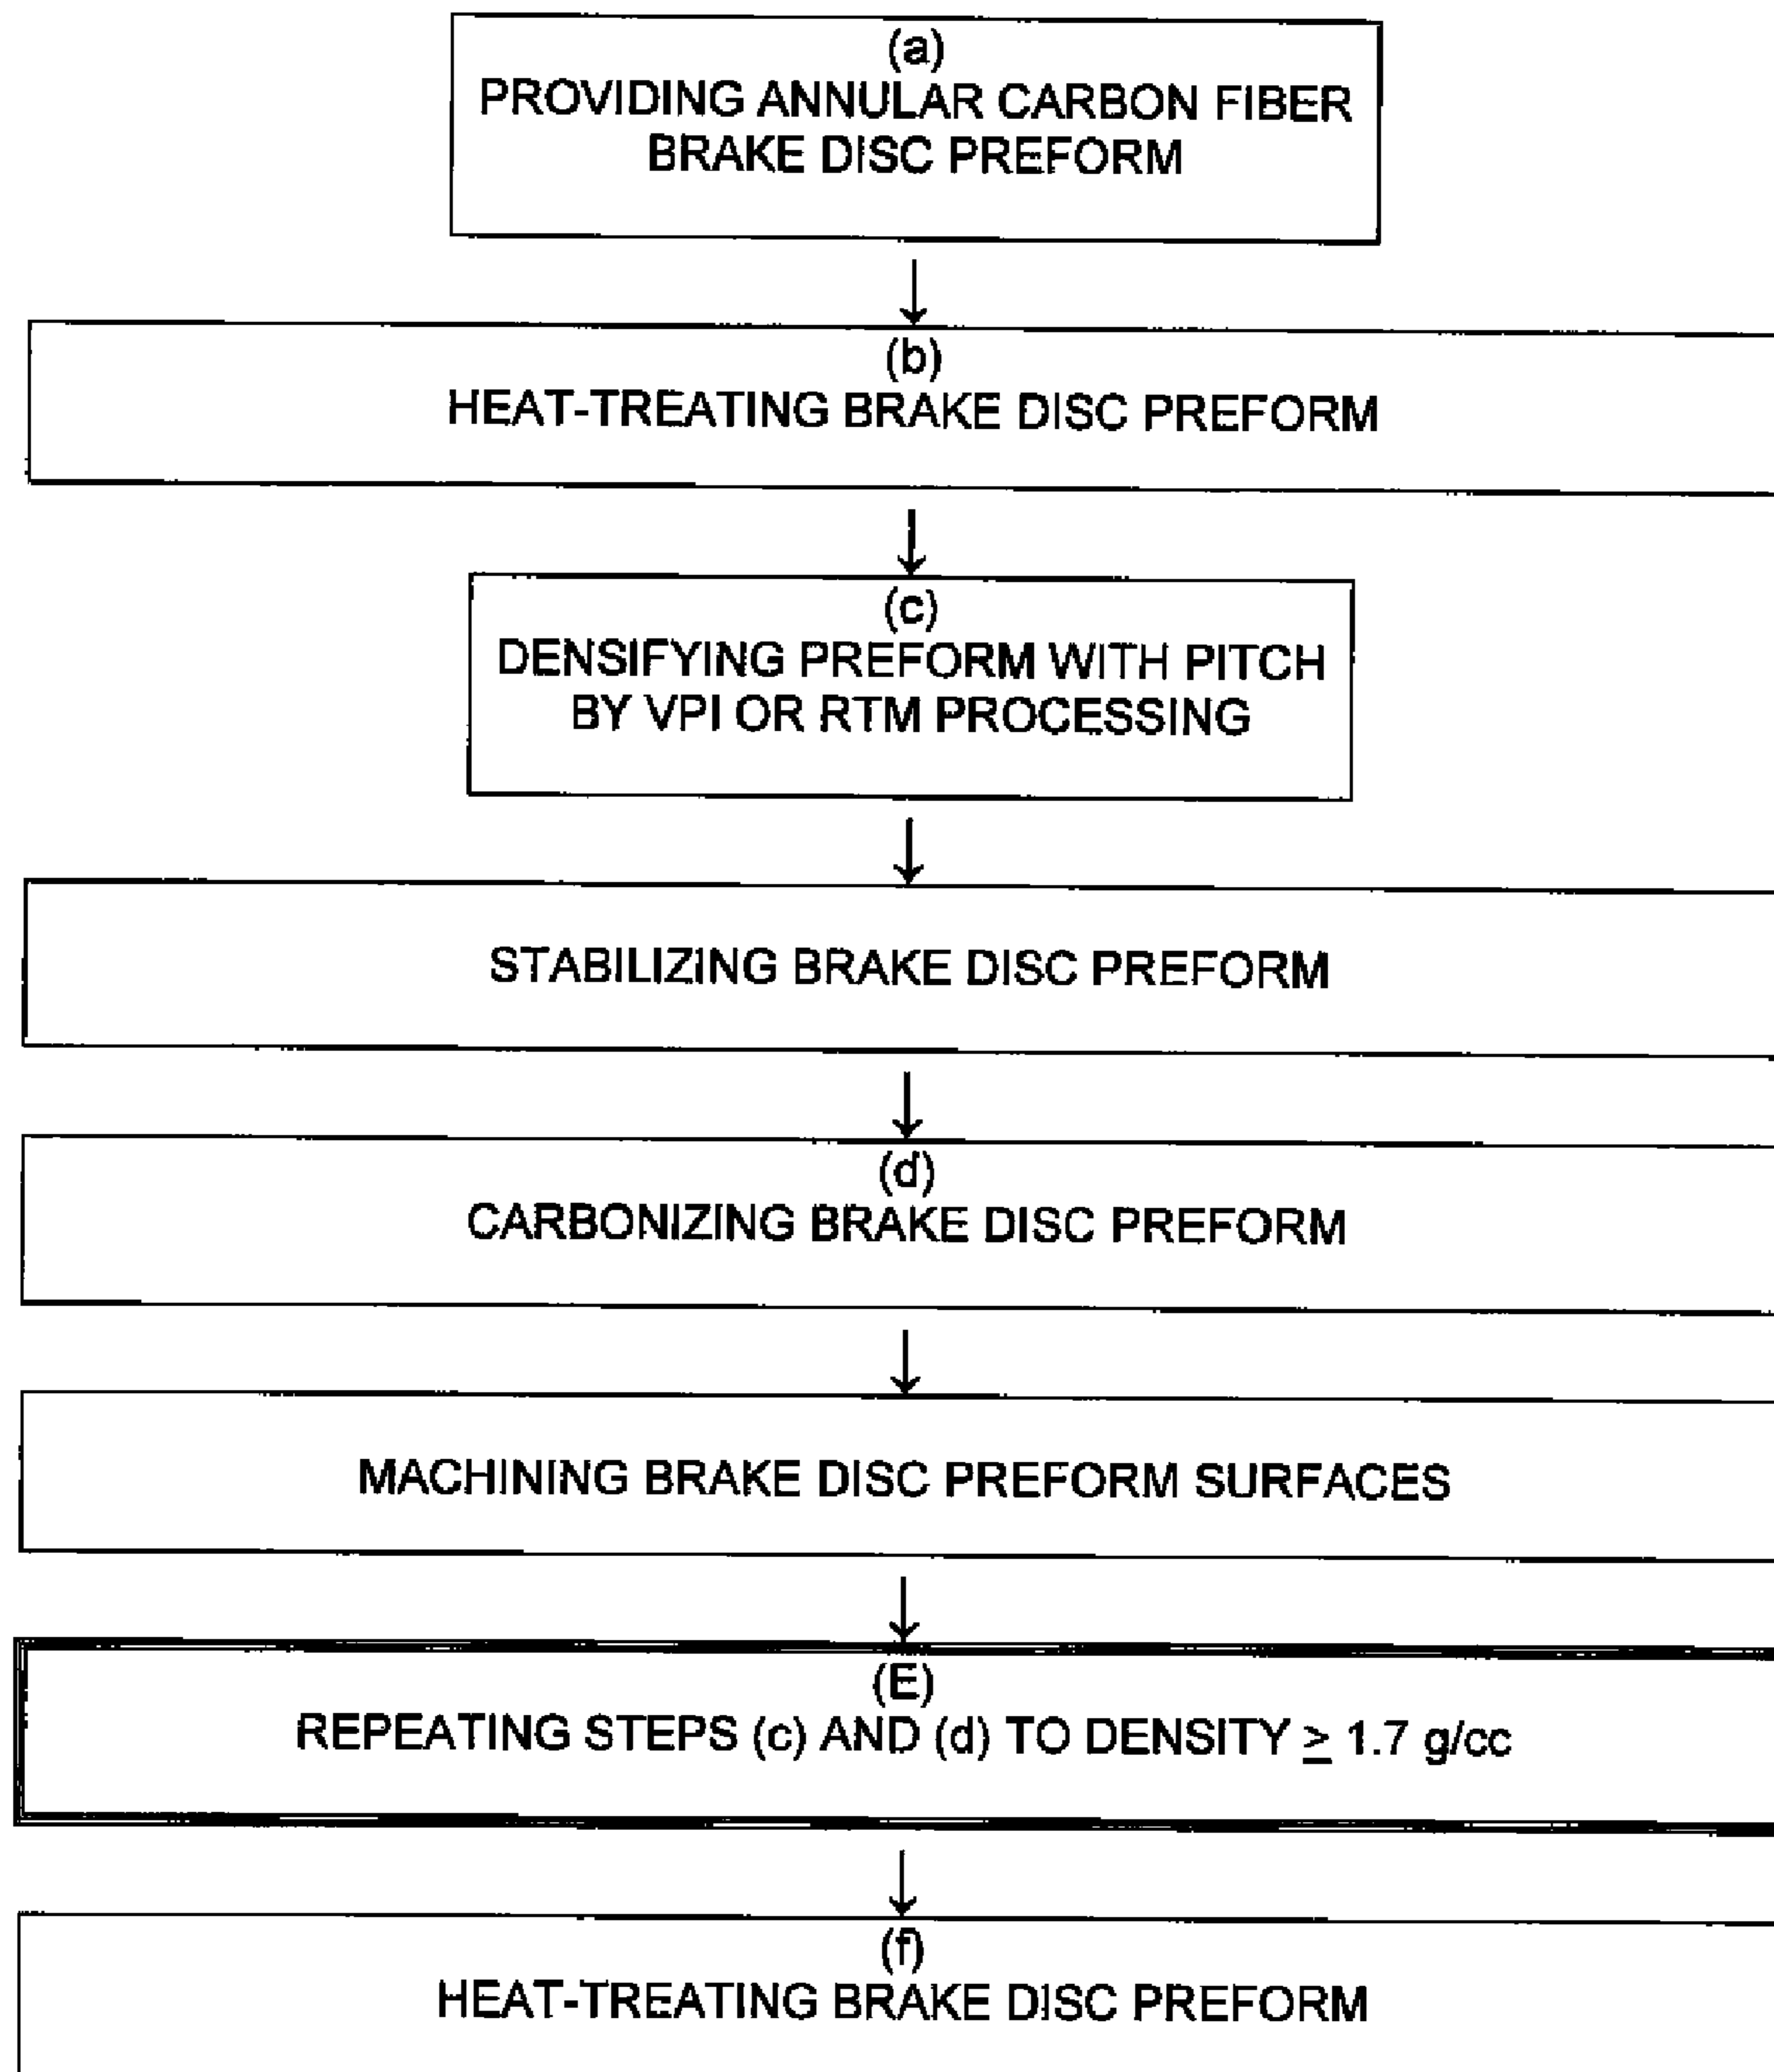 (a)
PROVIDING ANNULAR CARBON FIBER
BRAKE DISC PREFORM
(b)
HEAT-TREATING BRAKE DISC PREFORM
(c)
DENSIFYING PREFORM WITH PITCH
BY VPI OR RTM PROCESSING
STABILIZING BRAKE DISC PREFORM
(d)
CARBONIZING BRAKE DISC PREFORM
MACHINING BRAKE DISC PREFORM SURFACES
(E)
REPEATING STEPS (c) AND (d) TO DENSITY ≥ 1.7 g/cc
(f)
HEAT-TREATING BRAKE DISC PREFORM